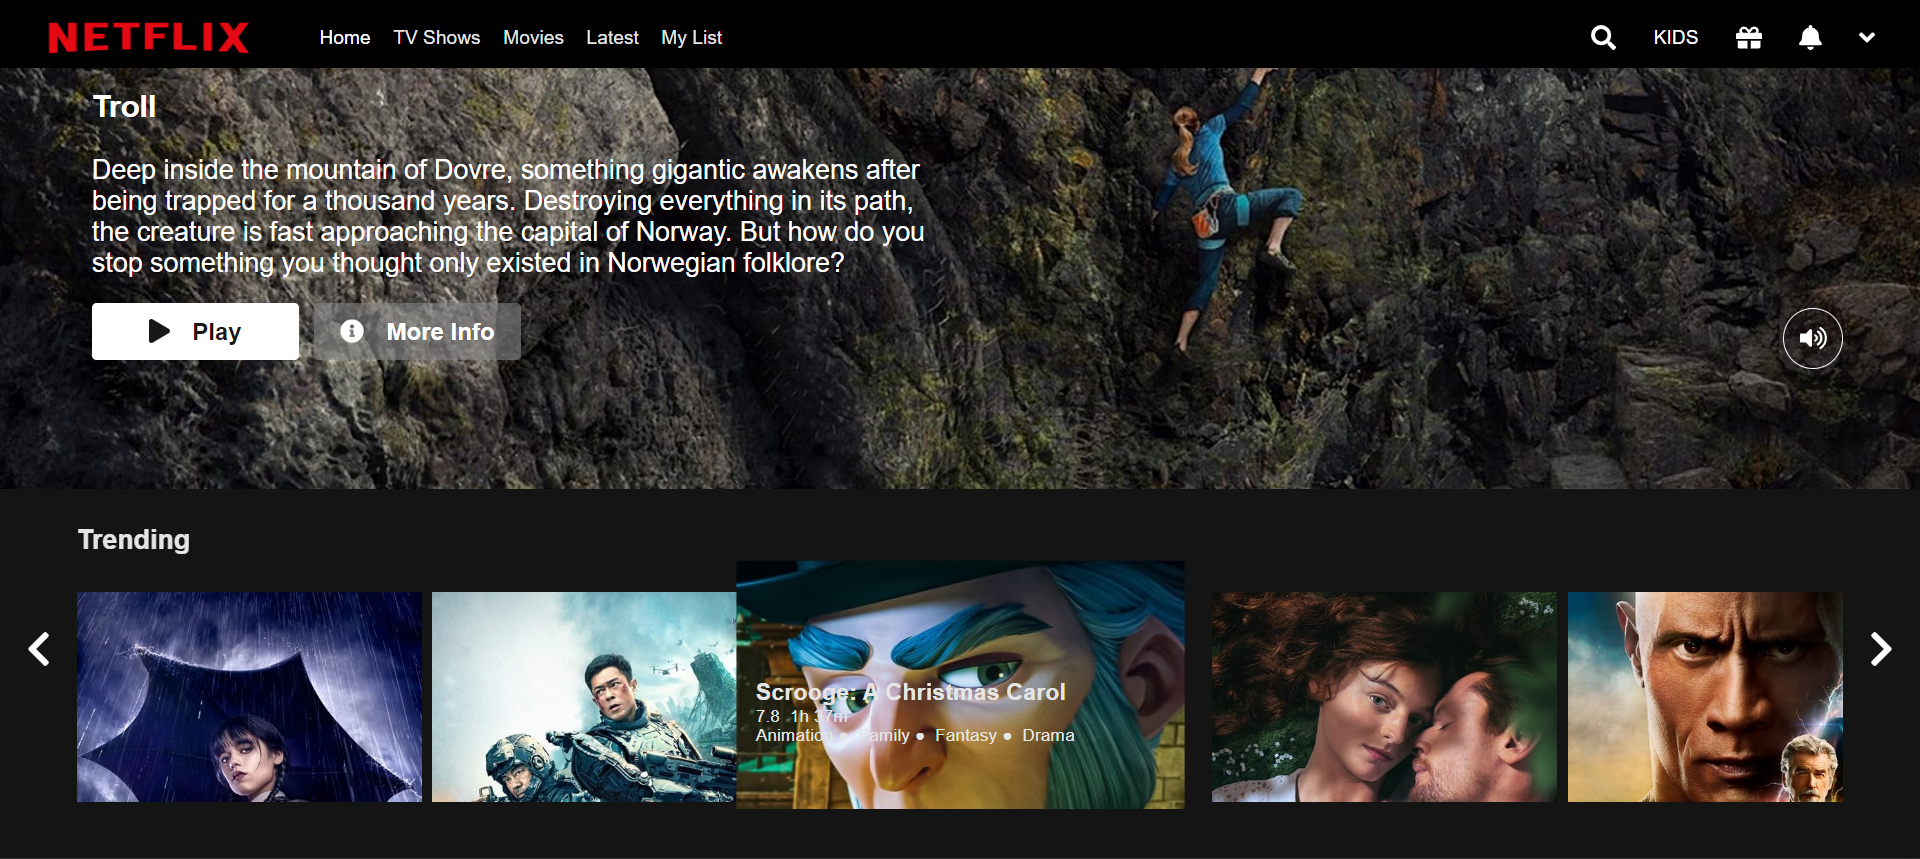 NETFLIX
Home TV Shows Movies Latest My List
KIDS
Troll
Deep inside the mountain of Dovre, something gigantic awakens after
being trapped for a thousand years. Destroying everything in its path,
the creature is fast approaching the capital of Norway. But how do you
stop something you thought only existed in Norwegian folklore?
Play
More Info
Trending
Scrooge: A Christmas Carol
7.8 1h 37m
Animation ● Family ● Fantasy ● Drama